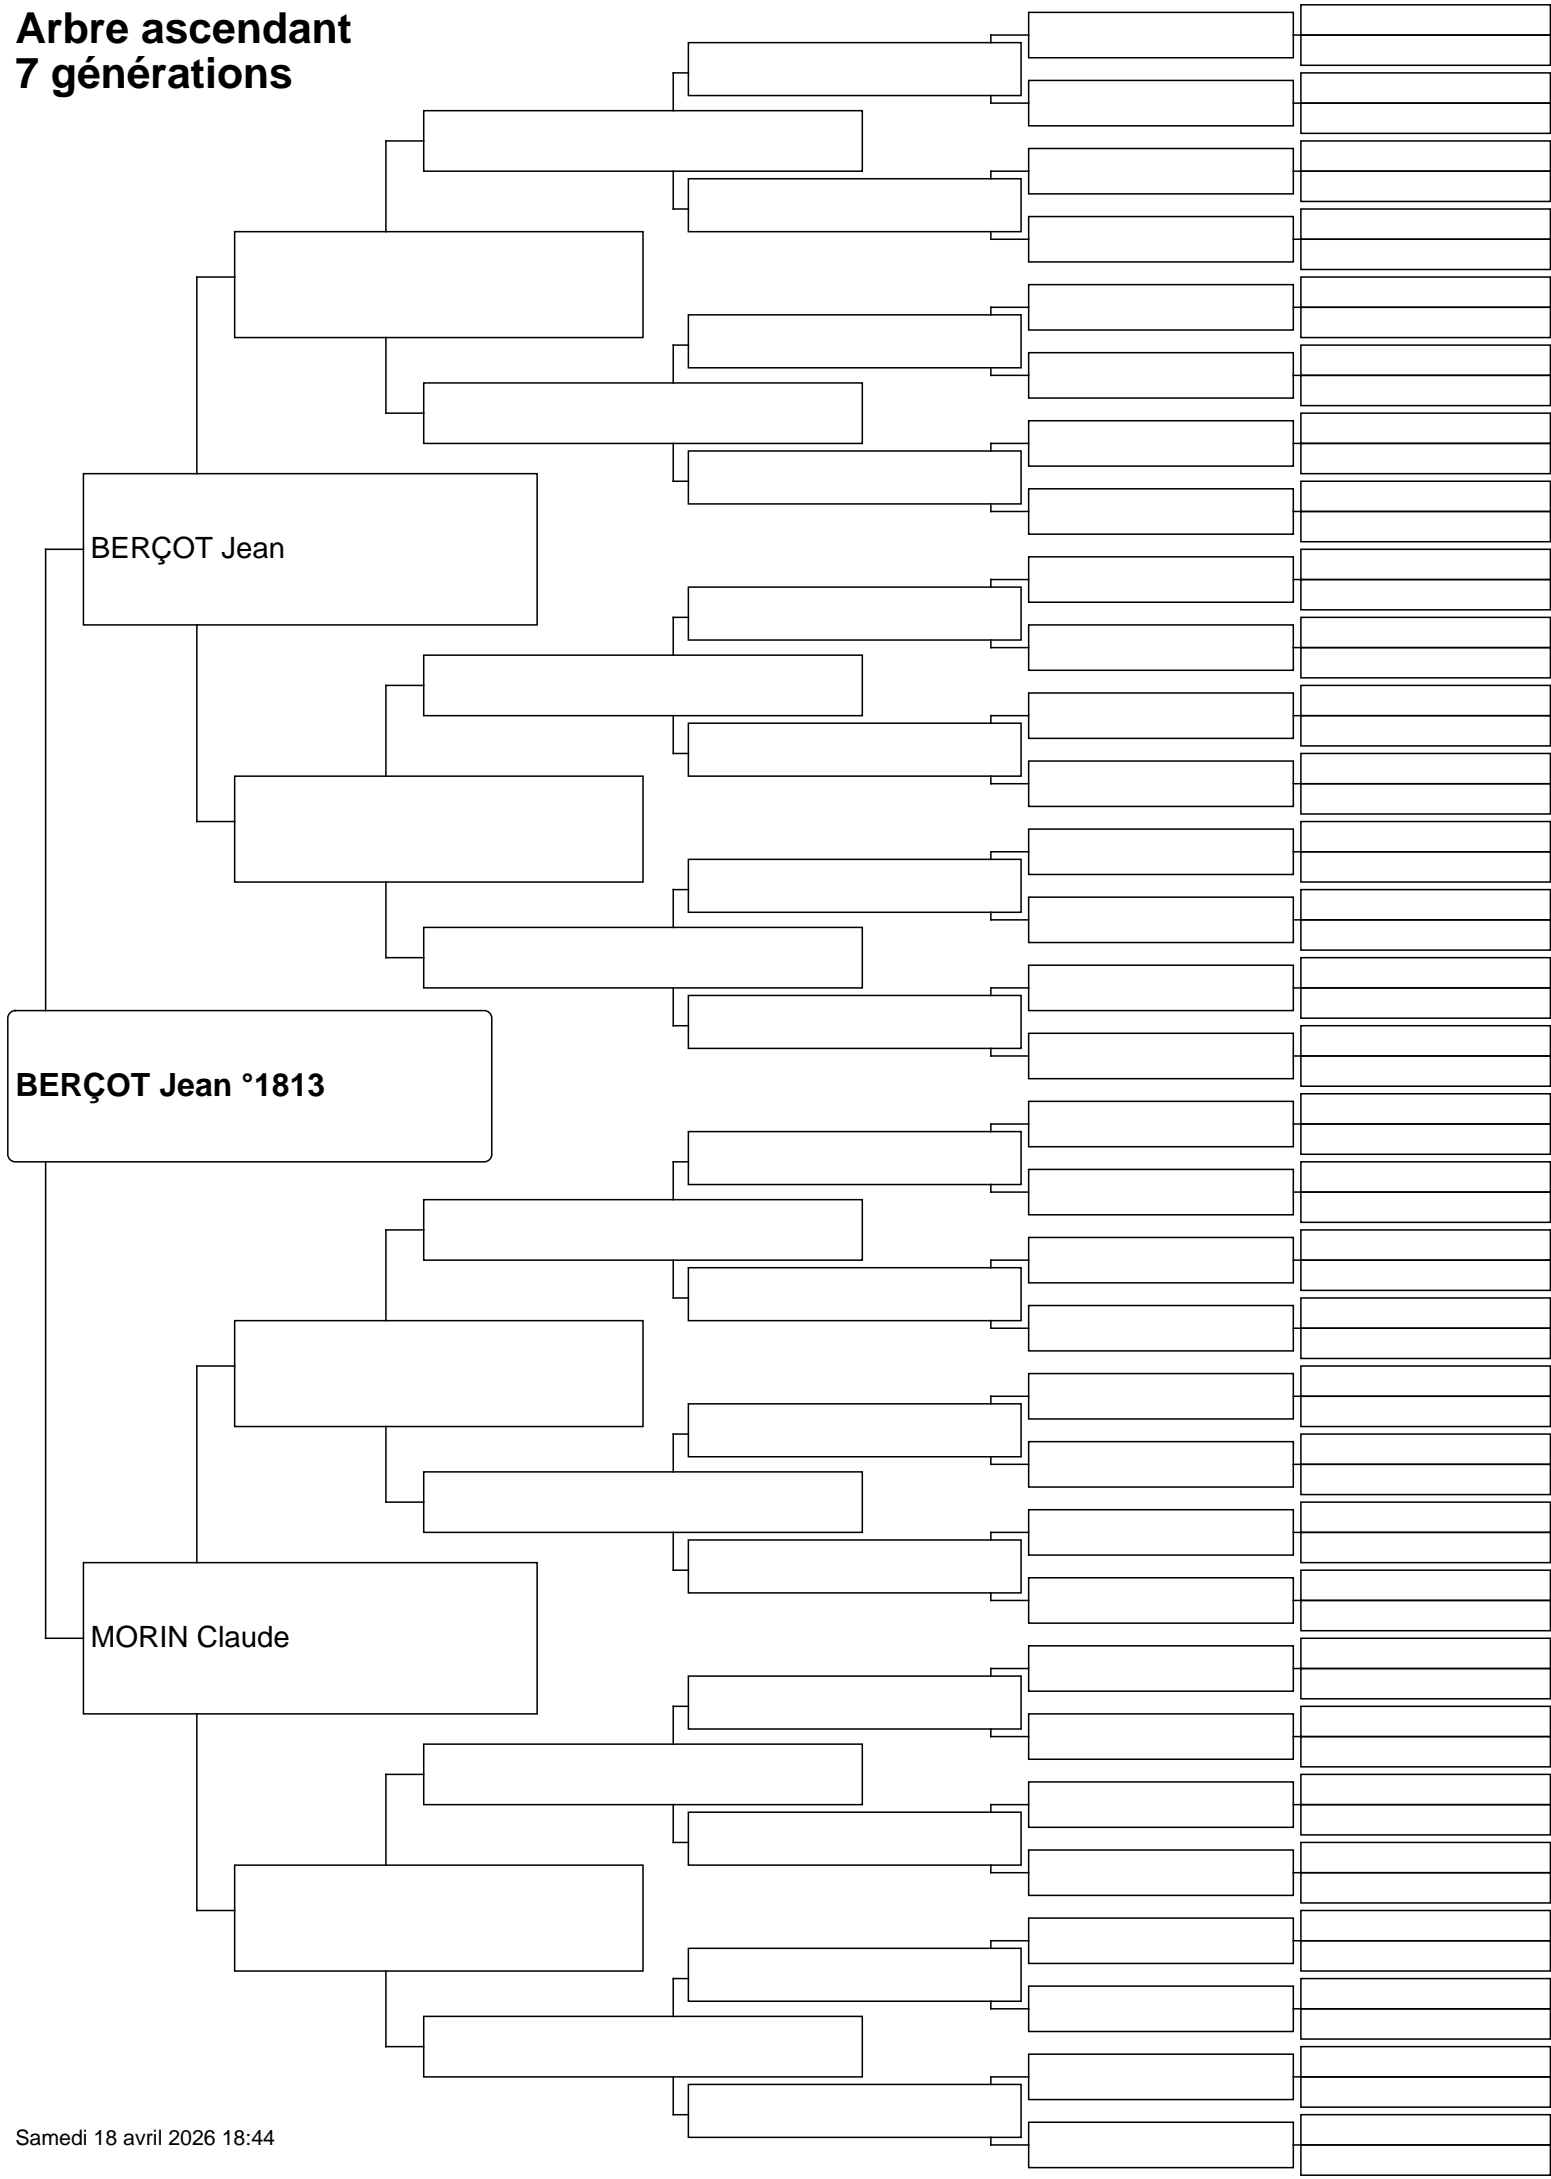 Arbre ascendant
7 générations
BERÇOT Jean
BERÇOT Jean °1813
MORIN Claude
Samedi 18 avril 2026 18:44